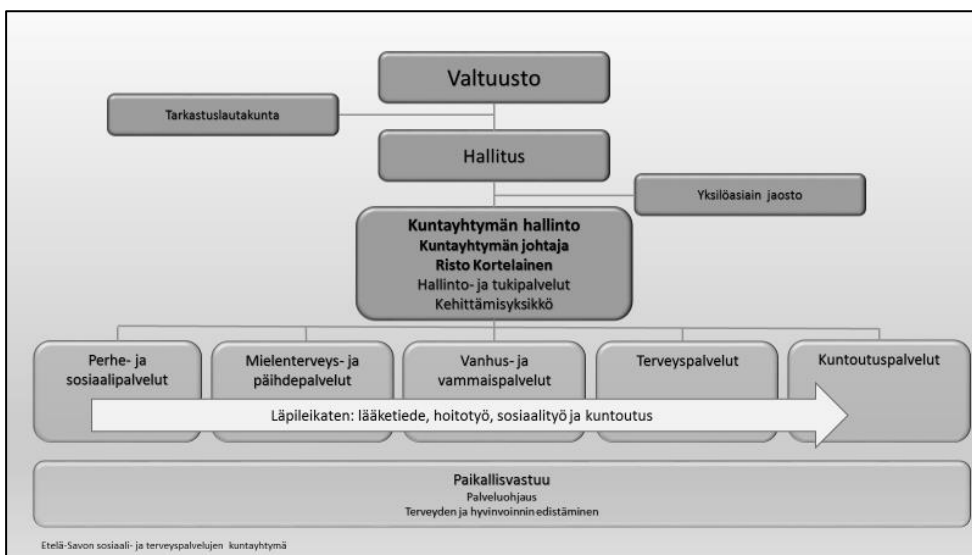 Valtuusto
Tarkastuslautakunta
Hallitus
Yksilöasiain jaosto
Kuntayhtymän hallinto
Kuntayhtymän johtaja
Risto Kortelainen
Hallinto- ja tukipalvelut
Kehittämisyksikkö
Perhe- ja
sosiaalipalvelut
Mielenterveys- ja
päihdepalvelut
Vanhus- ja
vammaispalvelut
Terveyspalvelut
Kuntoutuspalvelut
Läpileikaten: lääketiede, hoitotyö, sosiaalityö ja kuntoutus
Paikallisvastuu
Palveluohjaus
Terveyden ja hyvinvoinnin edistäminen
Etelä-Savon sosiaali- ja terveyspalvelujen kuntayhtymä